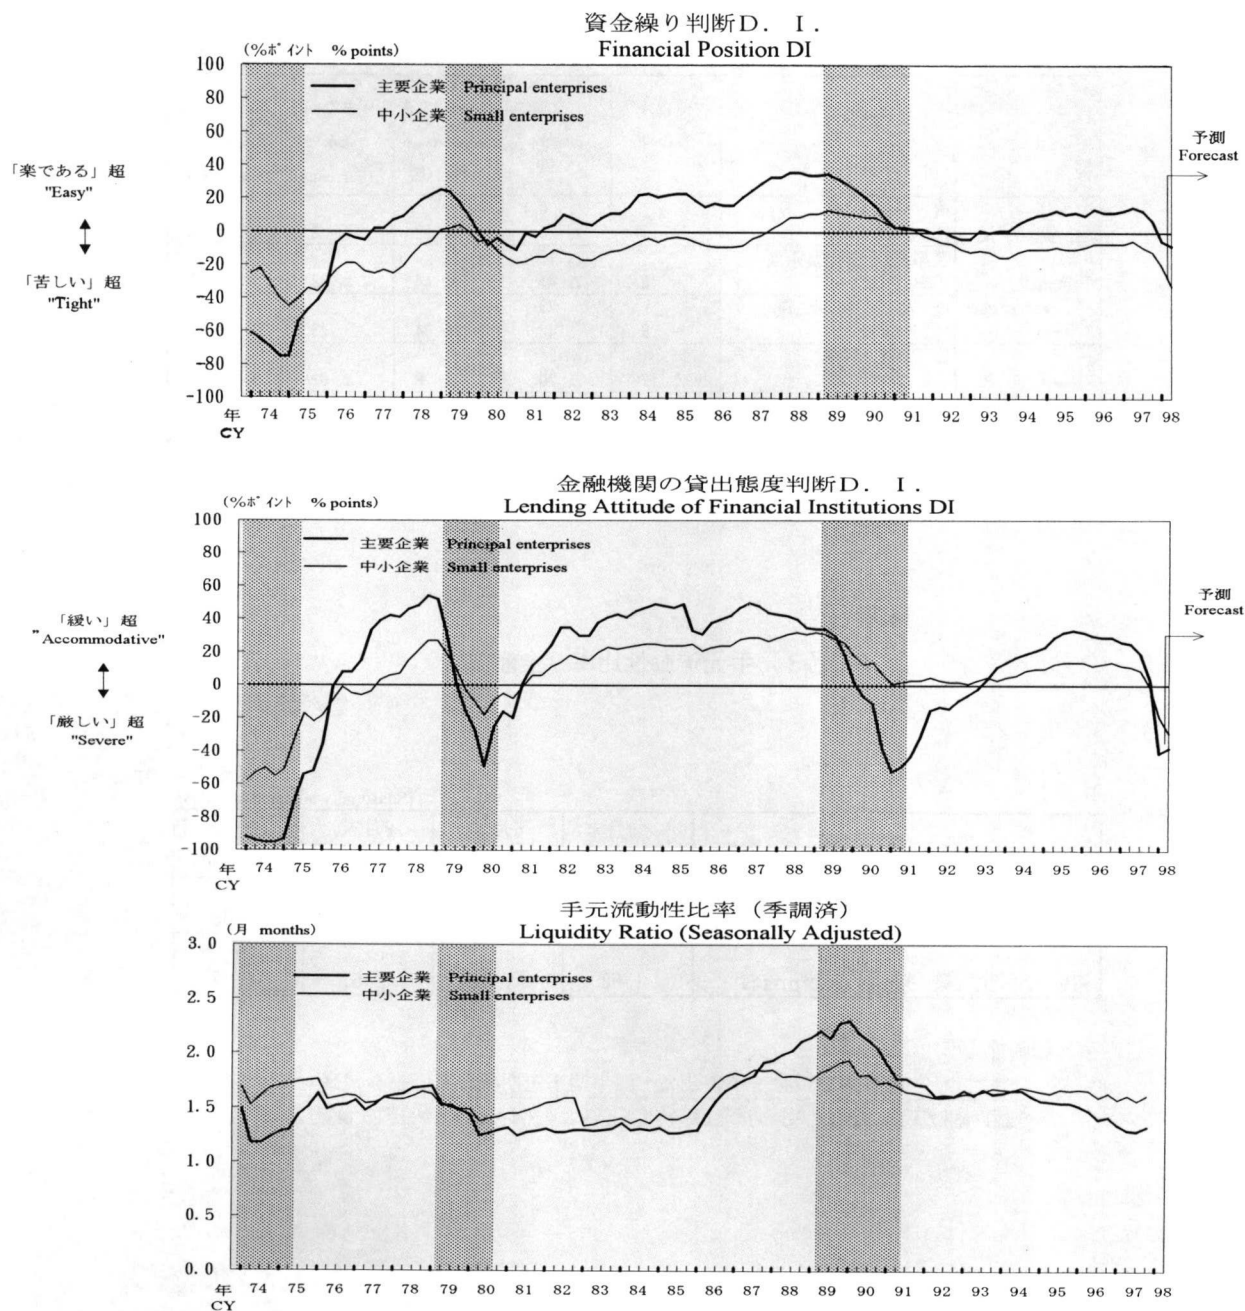 資金繰り判断Ｄ．Ｉ．
Financial Position DI
(%ﾎﾟｲﾝﾄ % points)
100
80
60
40
20
0
-20
-40
-60
-80
-100
主要企業 Principal enterprises
中小企業 Small enterprises
「楽である」超
"Easy"
「苦しい」超
"Tight"
予測
Forecast
年 74 75 76 77 78 79 80 81 82 83 84 85 86 87 88 89 90 91 92 93 94 95 96 97 98
CY
金融機関の貸出態度判断Ｄ．Ｉ．
Lending Attitude of Financial Institutions DI
(%ﾎﾟｲﾝﾄ % points)
100
80
60
40
20
0
-20
-40
-60
-80
-100
主要企業 Principal enterprises
中小企業 Small enterprises
「緩い」超
"Accommodative"
「厳しい」超
"Severe"
予測
Forecast
年 74 75 76 77 78 79 80 81 82 83 84 85 86 87 88 89 90 91 92 93 94 95 96 97 98
CY
手元流動性比率（季調済）
Liquidity Ratio (Seasonally Adjusted)
(月 months)
3.0
2.5
2.0
1.5
1.0
0.5
0.0
主要企業 Principal enterprises
中小企業 Small enterprises
年 74 75 76 77 78 79 80 81 82 83 84 85 86 87 88 89 90 91 92 93 94 95 96 97 98
CY